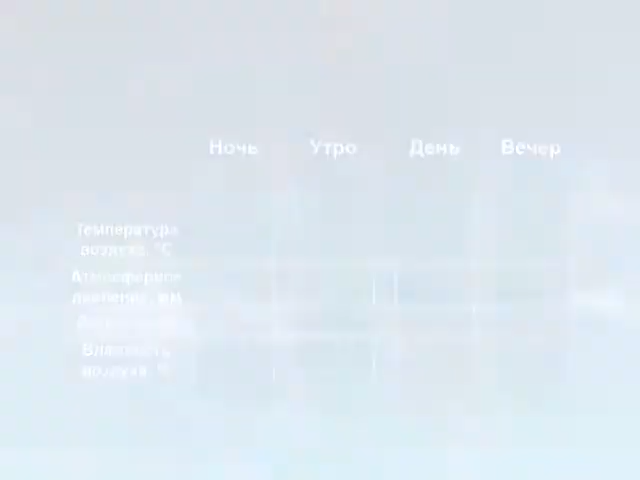 Ночь Утро День Вечер
Температура
воздуха, °C
Атмосферное
давление, мм
Влажность
воздуха, %